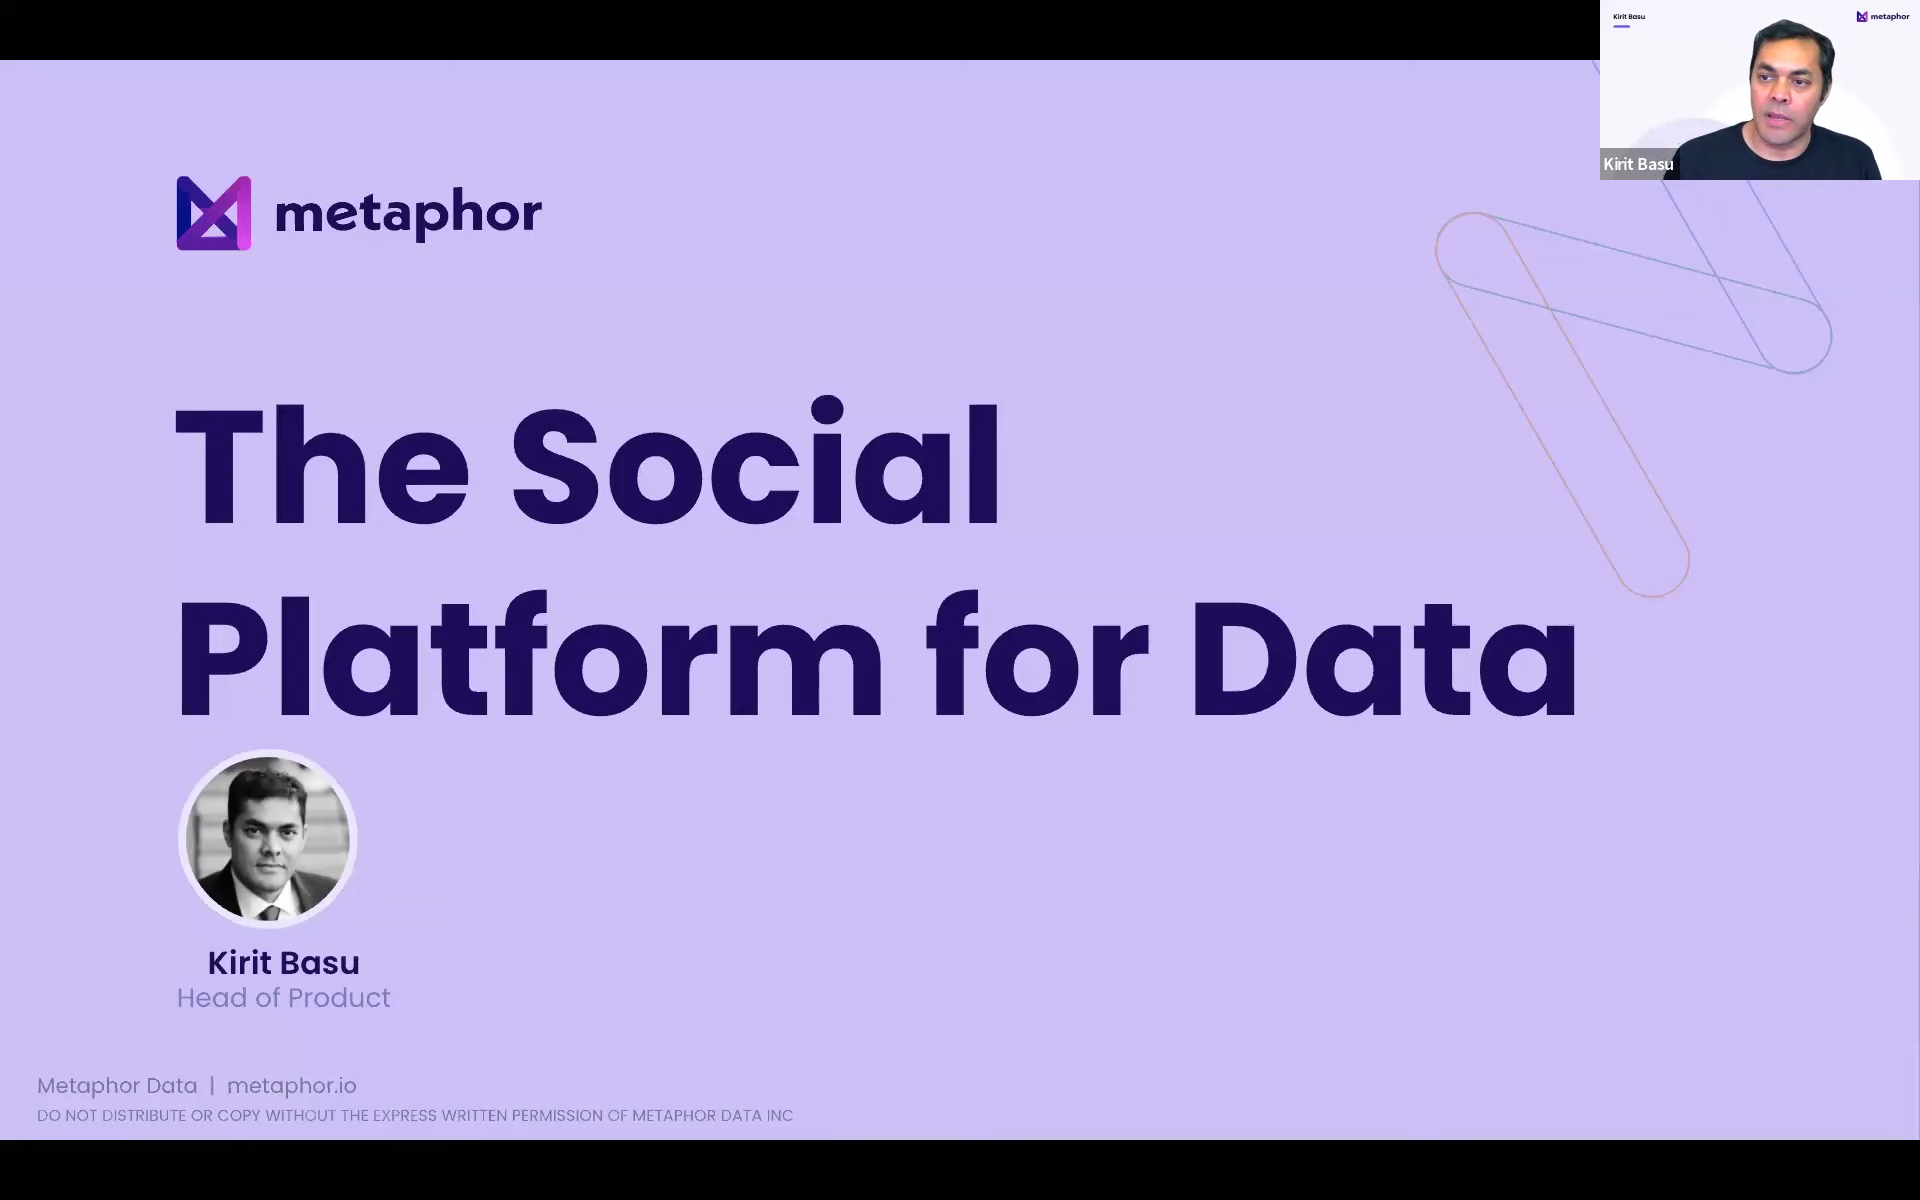 Kirit Basu
metaphor
Kirit Basu
metaphor
The Social
Platform for Data
Kirit Basu
Head of Product
Metaphor Data | metaphor.io
DO NOT DISTRIBUTE OR COPY WITHOUT THE EXPRESS WRITTEN PERMISSION OF METAPHOR DATA INC